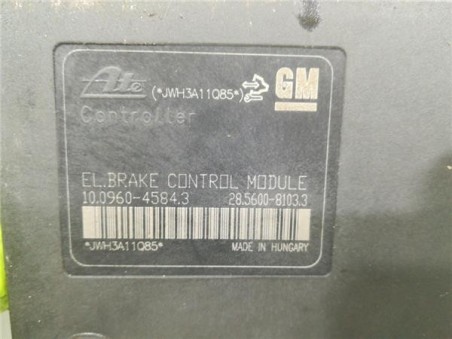 Ate (*JWH3A11Q85*) GM
Controller
EL.BRAKE CONTROL MODULE
10.0960-4584.3 28.5600-8103.3
*JWH3A11Q85* MADE IN HUNGARY